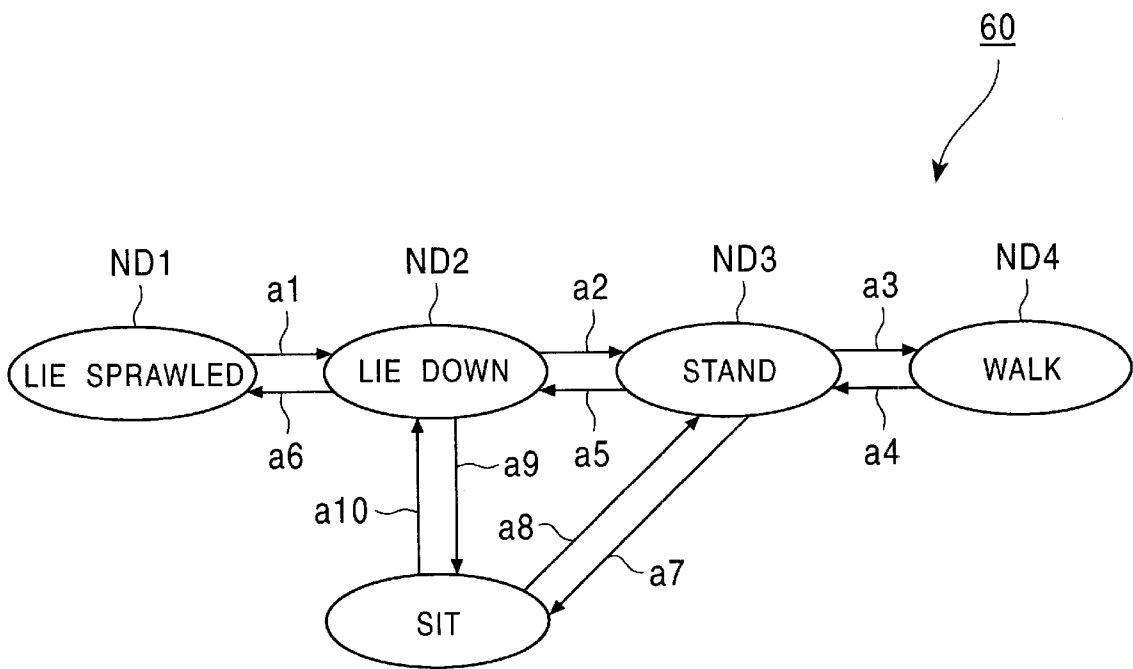 60
ND1
ND2
ND3
ND4
a1
a2
a3
LIE SPRAWLED
LIE DOWN
STAND
WALK
a6
a9
a5
a4
a10
a8
a7
SIT